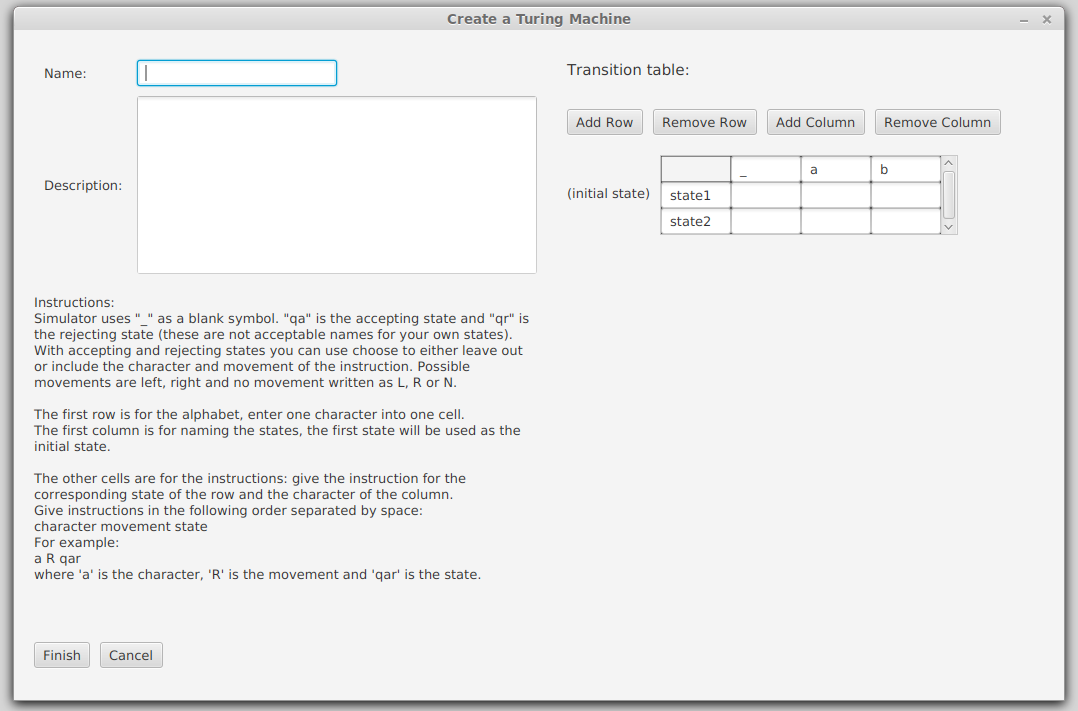 Create a Turing Machine
Name:
Description:
Transition table:
Add Row Remove Row Add Column Remove Column
_ a b
(initial state) state1
state2
Instructions:
Simulator uses "_" as a blank symbol. "qa" is the accepting state and "qr" is
the rejecting state (these are not acceptable names for your own states).
With accepting and rejecting states you can use choose to either leave out
or include the character and movement of the instruction. Possible
movements are left, right and no movement written as L, R or N.
The first row is for the alphabet, enter one character into one cell.
The first column is for naming the states, the first state will be used as the
initial state.
The other cells are for the instructions: give the instruction for the
corresponding state of the row and the character of the column.
Give instructions in the following order separated by space:
character movement state
For example:
a R qar
where 'a' is the character, 'R' is the movement and 'qar' is the state.
Finish Cancel